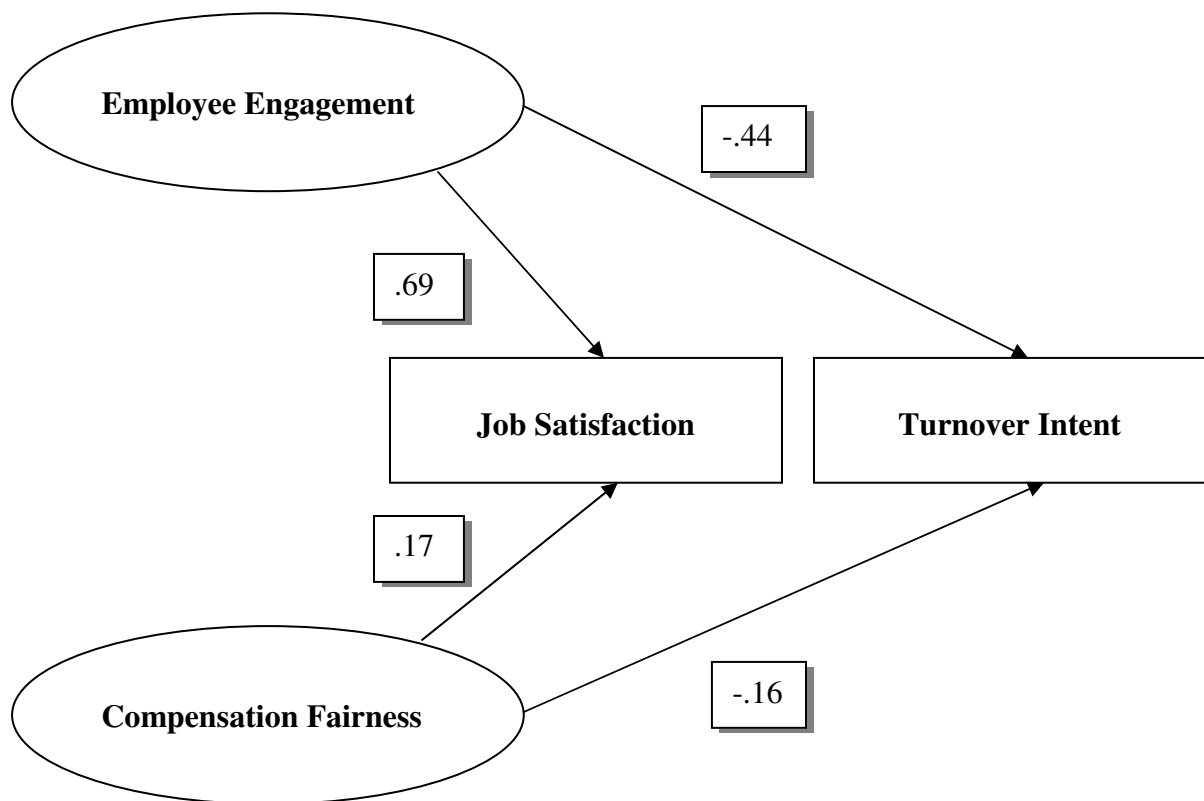 Employee Engagement
-.44
.69
Job Satisfaction
Turnover Intent
.17
-.16
Compensation Fairness